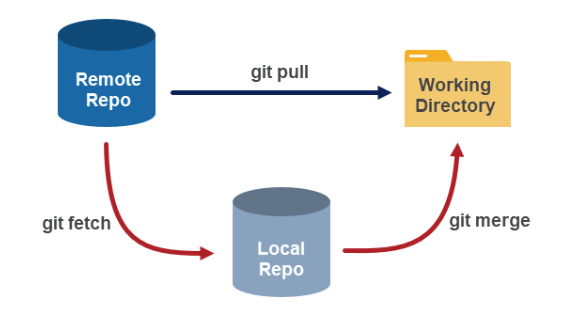 git pull
Remote
Repo
Working
Directory
git fetch
git merge
Local
Repo